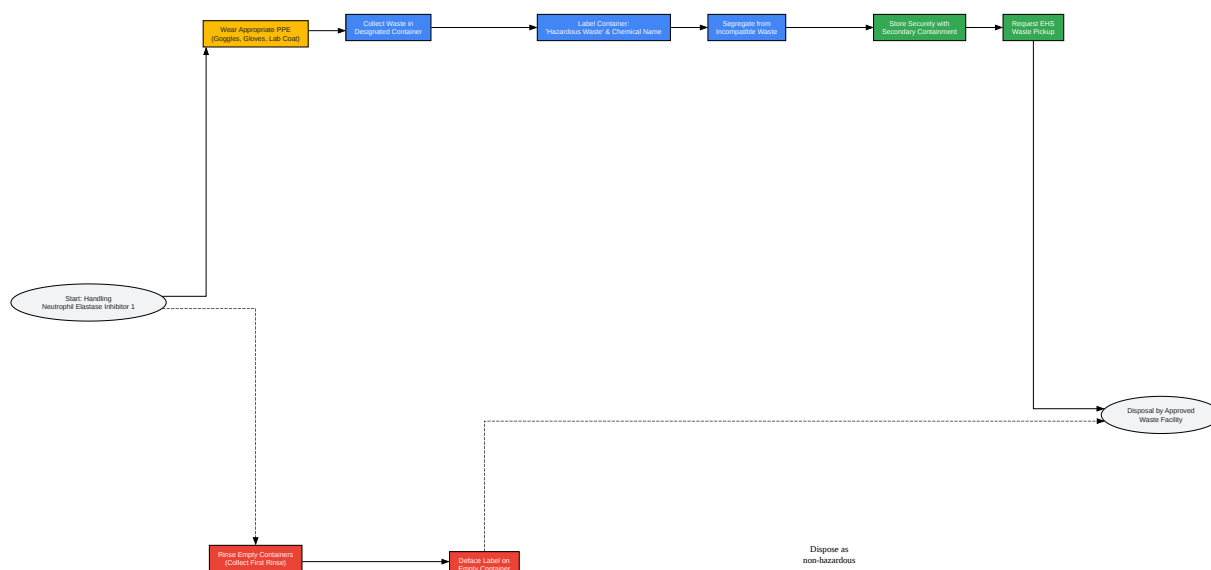 Wear Appropriate PPE
(Goggles, Gloves, Lab Coat)
Collect Waste in
Designated Container
Label Container:
'Hazardous Waste' & Chemical Name
Segregate from
Incompatible Waste
Store Securely with
Secondary Containment
Request EHS
Waste Pickup
Start: Handling
Neutrophil Elastase Inhibitor 1
Disposal by Approved
Waste Facility
Rinse Empty Containers
(Collect First Rinse)
Deface Label on
Empty Container
Dispose as
non-hazardous